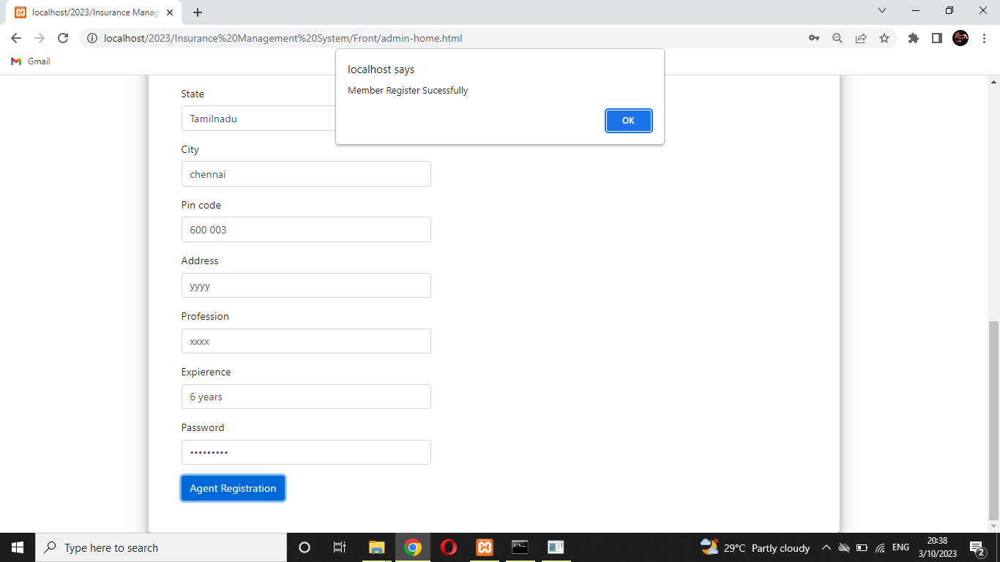 localhost/2023/Insurance Manag
localhost/2023/Insurance%20Management%20System/Front/admin-home.html
Gmail
localhost says
Member Register Sucessfully
OK
State
Tamilnadu
City
chennai
Pin code
600 003
Address
yyyy
Profession
xxxx
Expierence
6 years
Password
•••••••••
Agent Registration
Type here to search
29°C Partly cloudy
ENG
20:38
3/10/2023
2